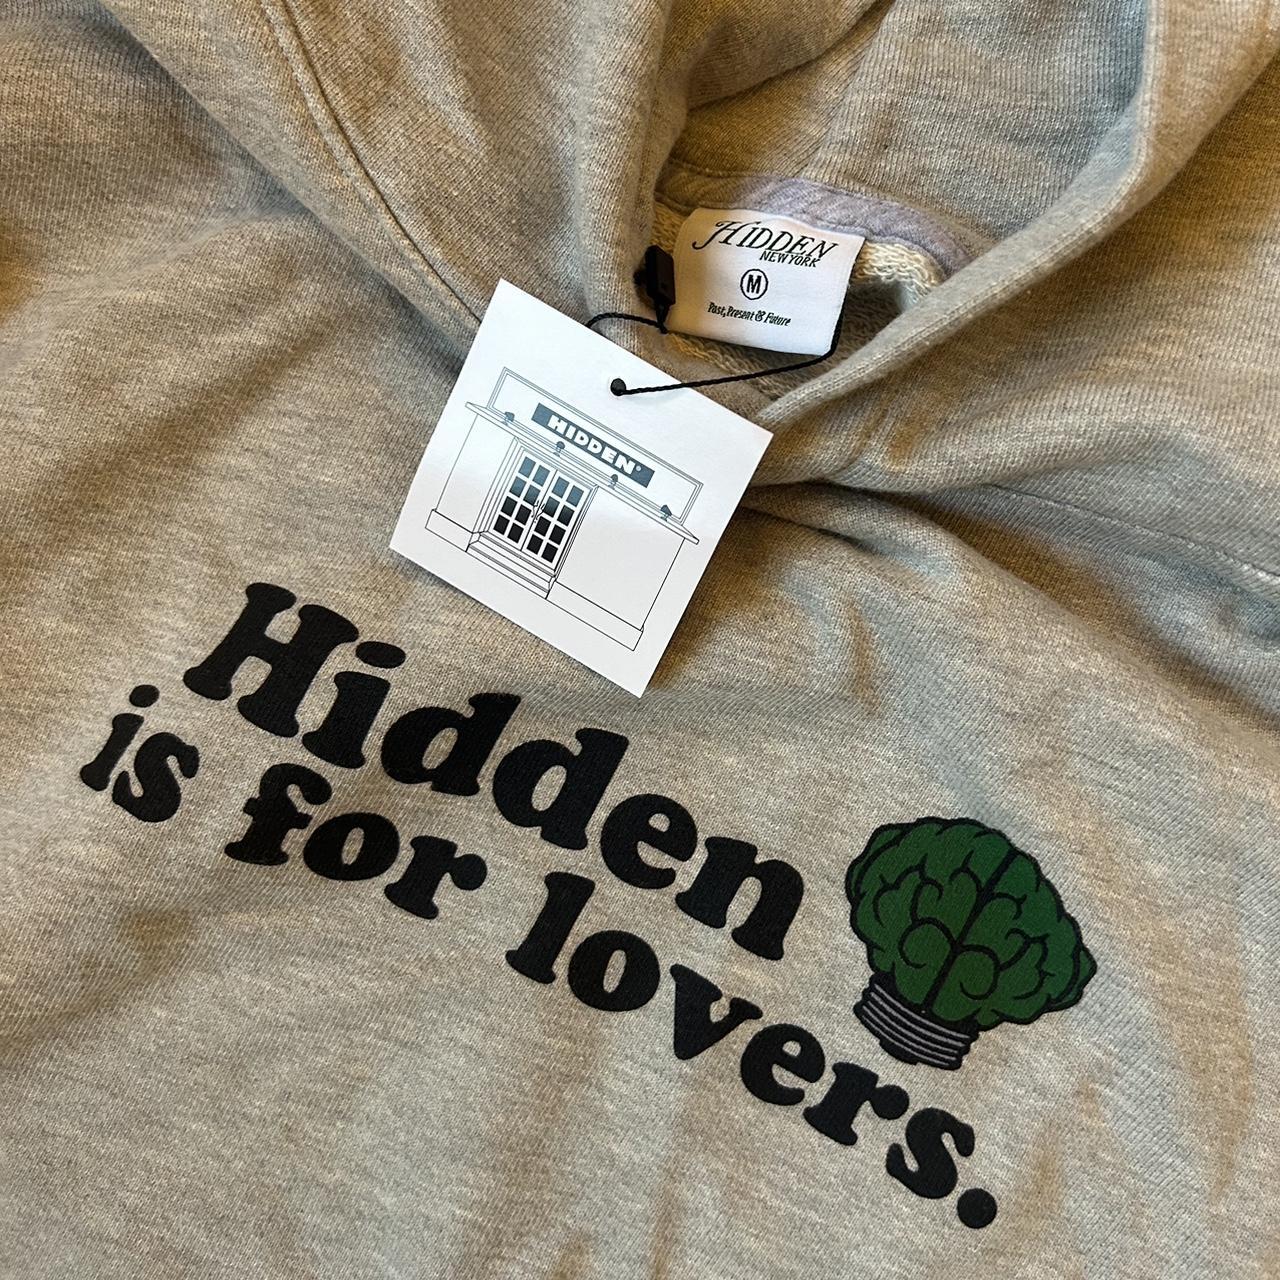 HIDDEN
NEW YORK
M
Past, Present & Future
HIDDEN®
Hidden
is for lovers.